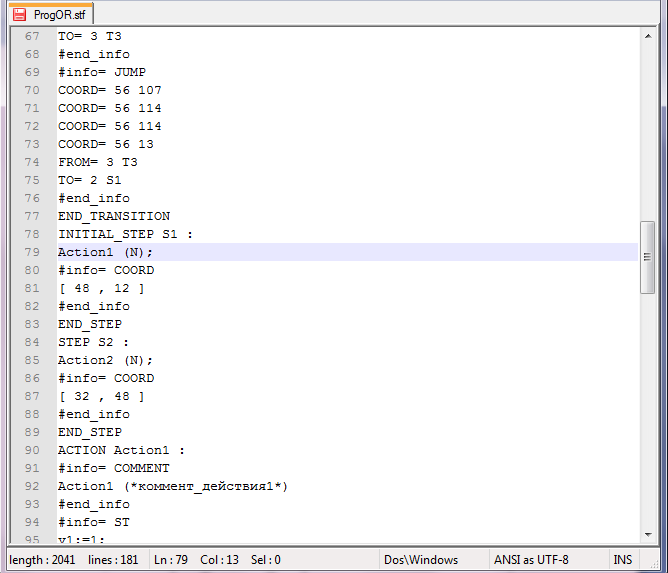 ProgOR.stf
67 TO= 3 T3
68 #end_info
69 #info= JUMP
70 COORD= 56 107
71 COORD= 56 114
72 COORD= 56 114
73 COORD= 56 13
74 FROM= 3 T3
75 TO= 2 S1
76 #end_info
77 END_TRANSITION
78 INITIAL_STEP S1 :
79 Action1 (N);
80 #info= COORD
81 [ 48 , 12 ]
82 #end_info
83 END_STEP
84 STEP S2 :
85 Action2 (N);
86 #info= COORD
87 [ 32 , 48 ]
88 #end_info
89 END_STEP
90 ACTION Action1 :
91 #info= COMMENT
92 Action1 (*коммент_действия1*)
93 #end_info
94 #info= ST
95 v1:=1;
length : 2041 lines : 181 Ln : 79 Col : 13 Sel : 0 Dos\Windows ANSI as UTF-8 INS